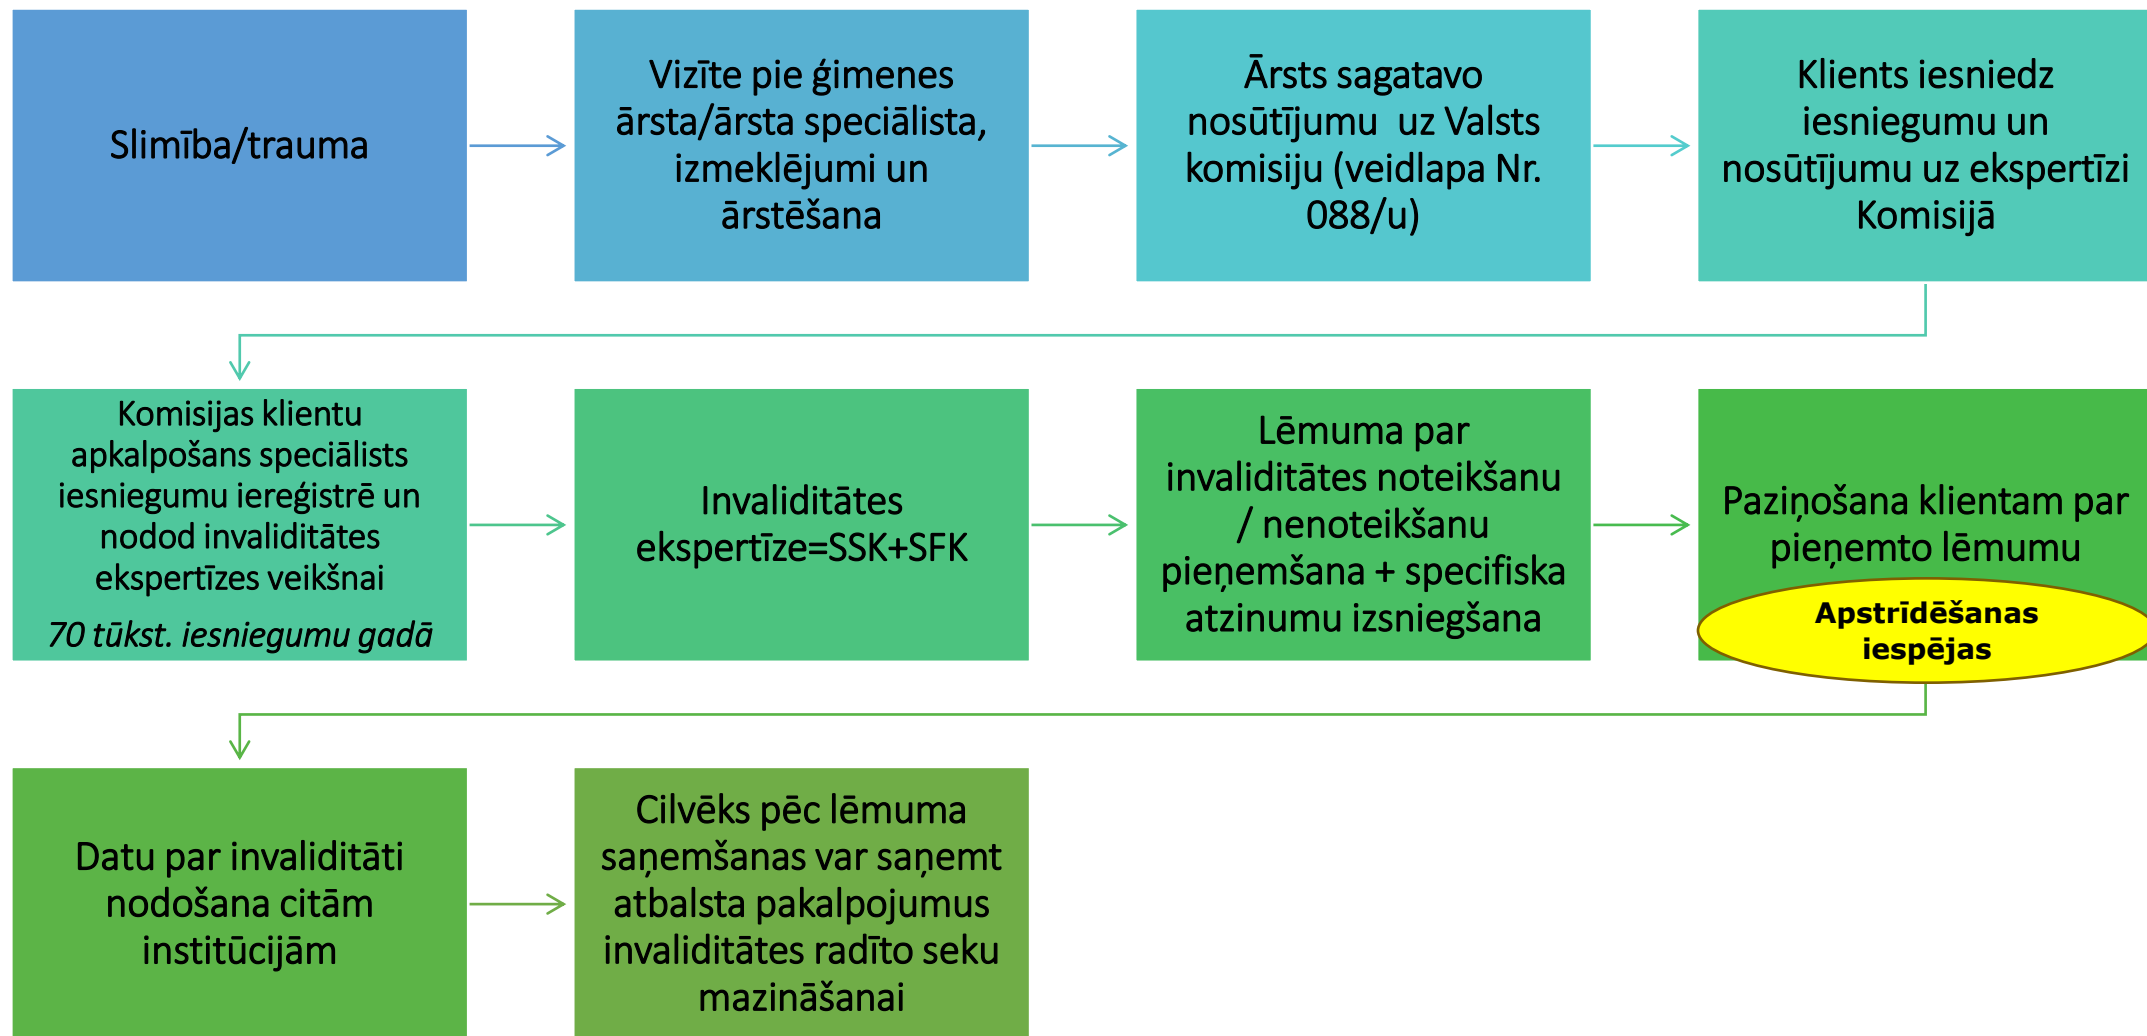 Slimība/trauma
Vizīte pie ģimenes
ārsta/ārsta speciālista,
izmeklējumi un
ārstēšana
Ārsts sagatavo
nosūtījumu uz Valsts
komisiju (veidlapa Nr.
088/u)
Klients iesniedz
iesniegumu un
nosūtījumu uz ekspertīzi
Komisijā
Komisijas klientu
apkalpošans speciālists
iesniegumu iereģistrē un
nodod invaliditātes
ekspertīzes veikšnai
70 tūkst. iesniegumu gadā
Invaliditātes
ekspertīze=SSK+SFK
Lēmuma par
invaliditātes noteikšanu
/ nenoteikšanu
pieņemšana + specifiska
atzinumu izsniegšana
Paziņošana klientam par
pieņemto lēmumu
Apstrīdēšanas
iespējas
Datu par invaliditāti
nodošana citām
institūcijām
Cilvēks pēc lēmuma
saņemšanas var saņemt
atbalsta pakalpojumus
invaliditātes radīto seku
mazināšanai